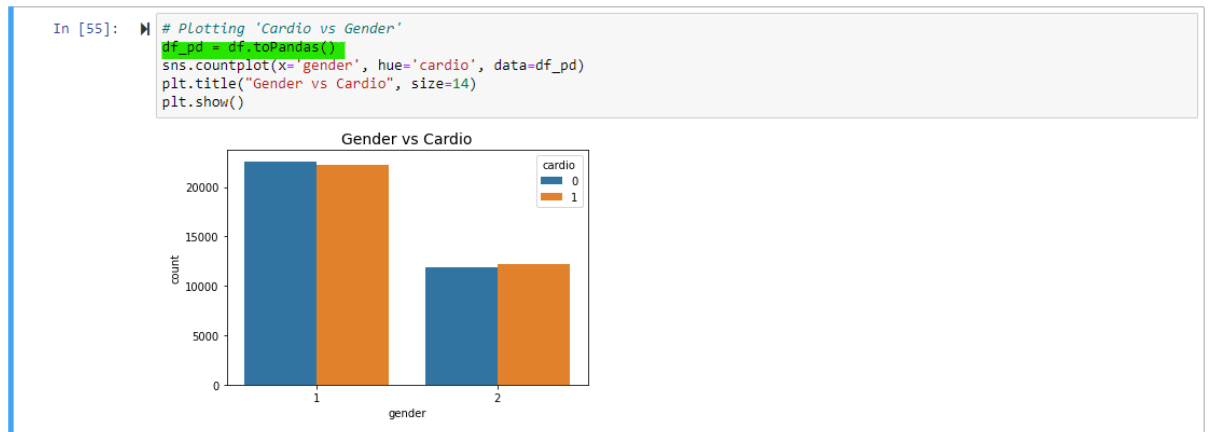 In [55]:
# Plotting 'Cardio vs Gender'
df_pd = df.toPandas()
sns.countplot(x='gender', hue='cardio', data=df_pd)
plt.title("Gender vs Cardio", size=14)
plt.show()
Gender vs Cardio
cardio
0
1
20000
15000
10000
5000
0
count
1
2
gender